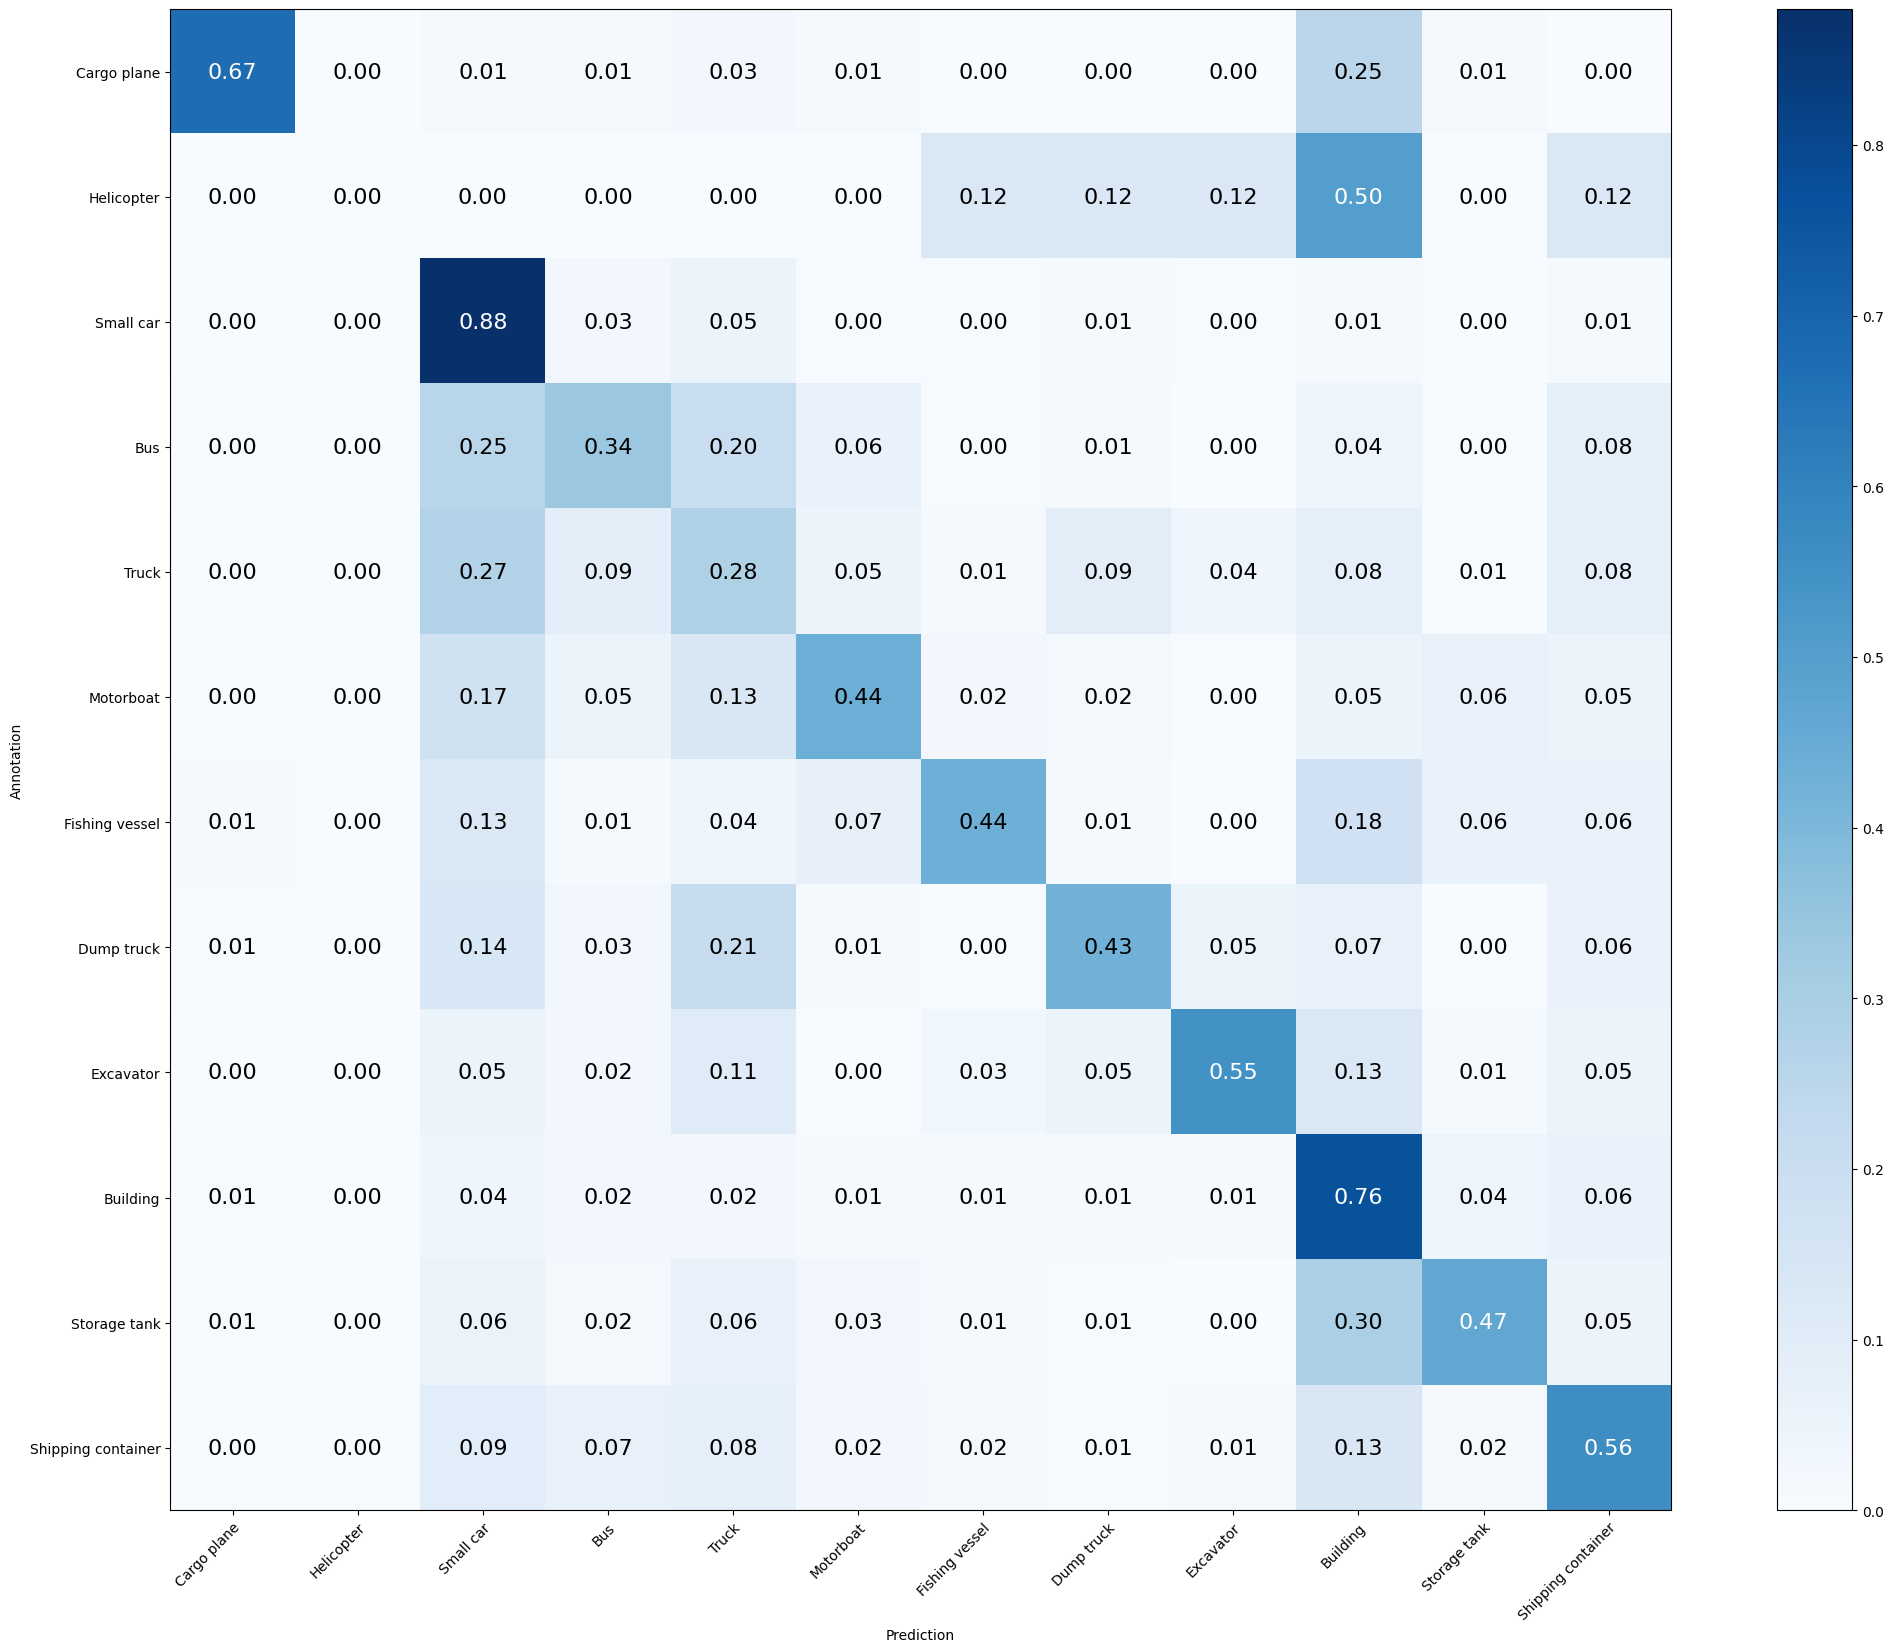 Cargo plane 0.67 0.00 0.01 0.01 0.03 0.01 0.00 0.00 0.00 0.25 0.01 0.00
Helicopter 0.00 0.00 0.00 0.00 0.00 0.00 0.12 0.12 0.12 0.50 0.00 0.12
Small car 0.00 0.00 0.88 0.03 0.05 0.00 0.00 0.01 0.00 0.01 0.00 0.01
Bus 0.00 0.00 0.25 0.34 0.20 0.06 0.00 0.01 0.00 0.04 0.00 0.08
Truck 0.00 0.00 0.27 0.09 0.28 0.05 0.01 0.09 0.04 0.08 0.01 0.08
Motorboat 0.00 0.00 0.17 0.05 0.13 0.44 0.02 0.02 0.00 0.05 0.06 0.05
Fishing vessel 0.01 0.00 0.13 0.01 0.04 0.07 0.44 0.01 0.00 0.18 0.06 0.06
Dump truck 0.01 0.00 0.14 0.03 0.21 0.01 0.00 0.43 0.05 0.07 0.00 0.06
Excavator 0.00 0.00 0.05 0.02 0.11 0.00 0.03 0.05 0.55 0.13 0.01 0.05
Building 0.01 0.00 0.04 0.02 0.02 0.01 0.01 0.01 0.01 0.76 0.04 0.06
Storage tank 0.01 0.00 0.06 0.02 0.06 0.03 0.01 0.01 0.00 0.30 0.47 0.05
Shipping container 0.00 0.00 0.09 0.07 0.08 0.02 0.02 0.01 0.01 0.13 0.02 0.56
Cargo plane Helicopter Small car Bus Truck Motorboat Fishing vessel Dump truck Excavator Building Storage tank Shipping container
Prediction
Annotation
0.8
0.7
0.6
0.5
0.4
0.3
0.2
0.1
0.0